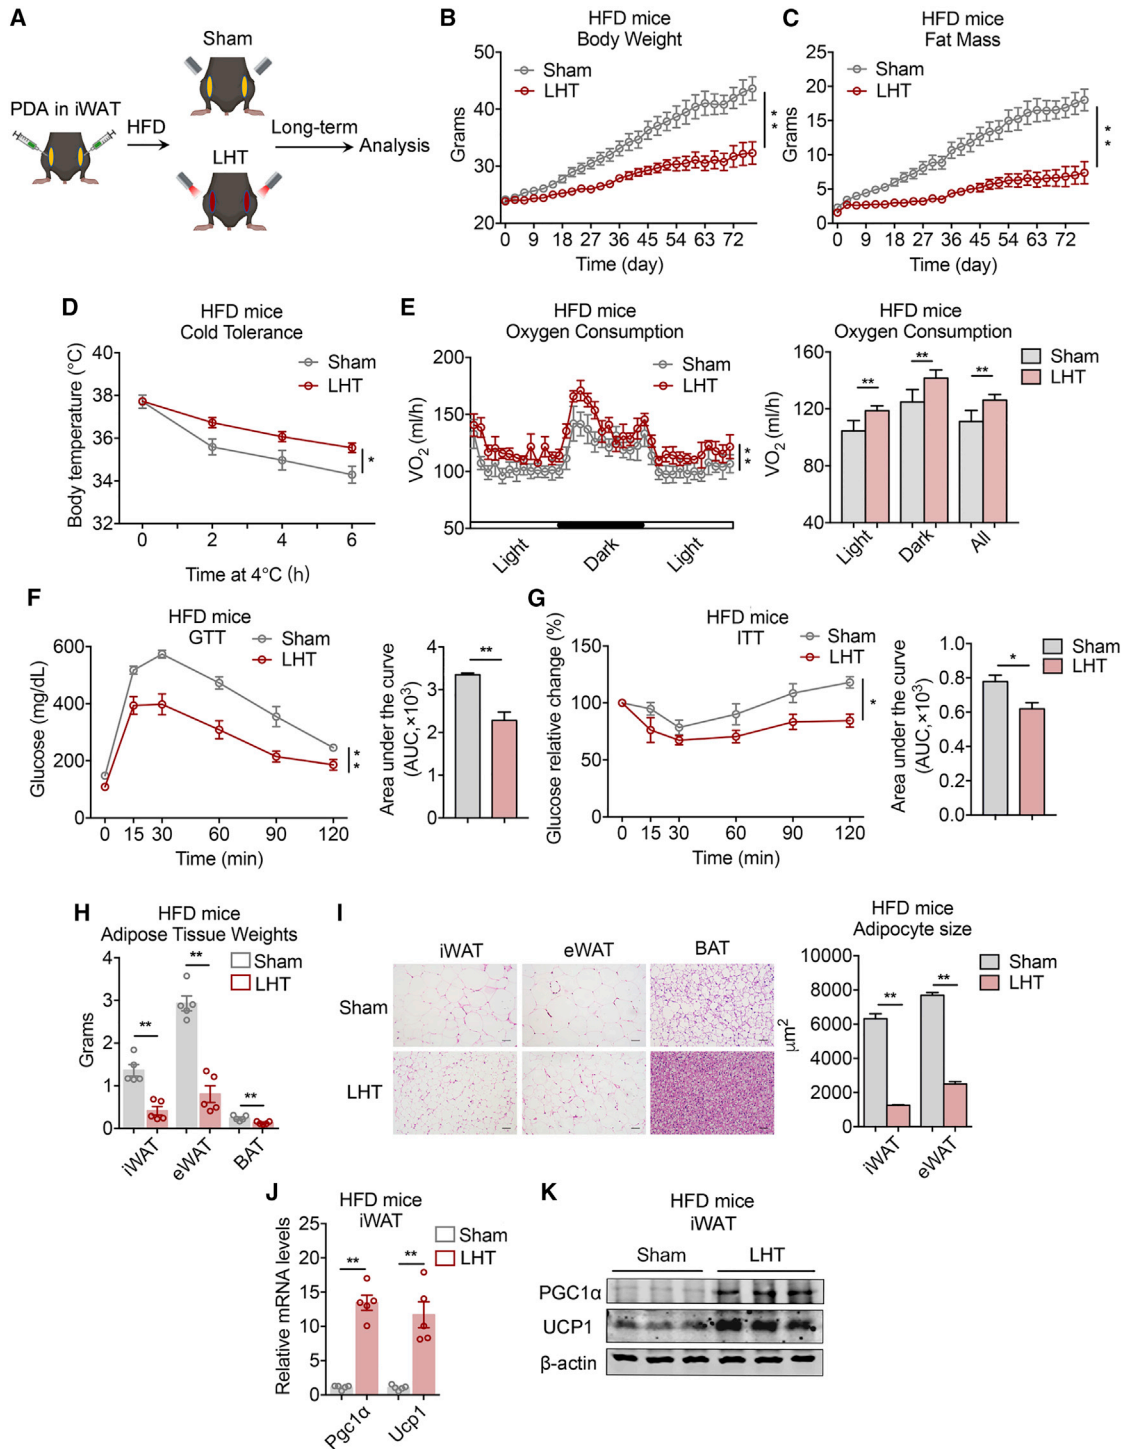 A
Sham
PDA in iWAT
HFD
Long-term
Analysis
LHT
B
HFD mice
Body Weight
Sham
LHT
Grams
50
40
30
20
0 9 18 27 36 45 54 63 72
Time (day)
**
C
HFD mice
Fat Mass
Sham
LHT
Grams
25
20
15
10
5
0
0 9 18 27 36 45 54 63 72
Time (day)
**
D
HFD mice
Cold Tolerance
Body temperature (°C)
40
38
36
34
32
Sham
LHT
*
0 2 4 6
Time at 4°C (h)
E
HFD mice
Oxygen Consumption
VO2 (ml/h)
200
150
100
50
Sham
LHT
**
Light Dark Light
HFD mice
Oxygen Consumption
VO2 (ml/h)
160
120
80
40
** ** **
Sham
LHT
Light Dark All
F
HFD mice
GTT
Glucose (mg/dL)
600
400
200
0
Sham
LHT
**
0 15 30 60 90 120
Time (min)
Area under the curve
(AUC,×10³)
4
3
2
1
0
**
G
HFD mice
ITT
Glucose relative change (%)
150
100
50
0
Sham
LHT
*
0 15 30 60 90 120
Time (min)
Area under the curve
(AUC,×10³)
1.0
0.8
0.6
0.4
0.2
0.0
*
Sham
LHT
H
HFD mice
Adipose Tissue Weights
Grams
4
3
2
1
0
** ** **
Sham
LHT
iWAT eWAT BAT
I
iWAT eWAT BAT
Sham
LHT
HFD mice
Adipocyte size
μm²
10000
8000
6000
4000
2000
0
** **
Sham
LHT
iWAT eWAT
J
HFD mice
iWAT
Relative mRNA levels
25
20
15
10
5
0
** **
Sham
LHT
Pgc1α Ucp1
K
HFD mice
iWAT
Sham LHT
PGC1α
UCP1
β-actin